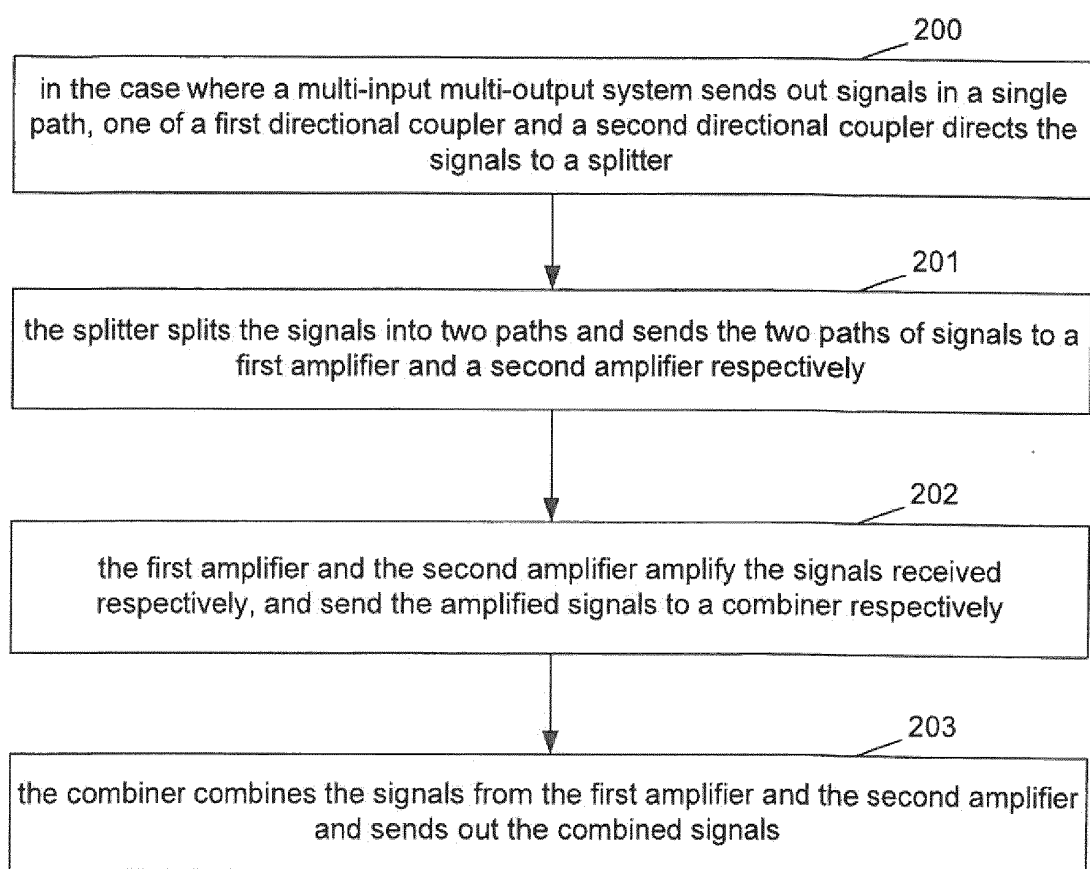 200
in the case where a multi-input multi-output system sends out signals in a single
path, one of a first directional coupler and a second directional coupler directs the
signals to a splitter
201
the splitter splits the signals into two paths and sends the two paths of signals to a
first amplifier and a second amplifier respectively
202
the first amplifier and the second amplifier amplify the signals received
respectively, and send the amplified signals to a combiner respectively
203
the combiner combines the signals from the first amplifier and the second amplifier
and sends out the combined signals